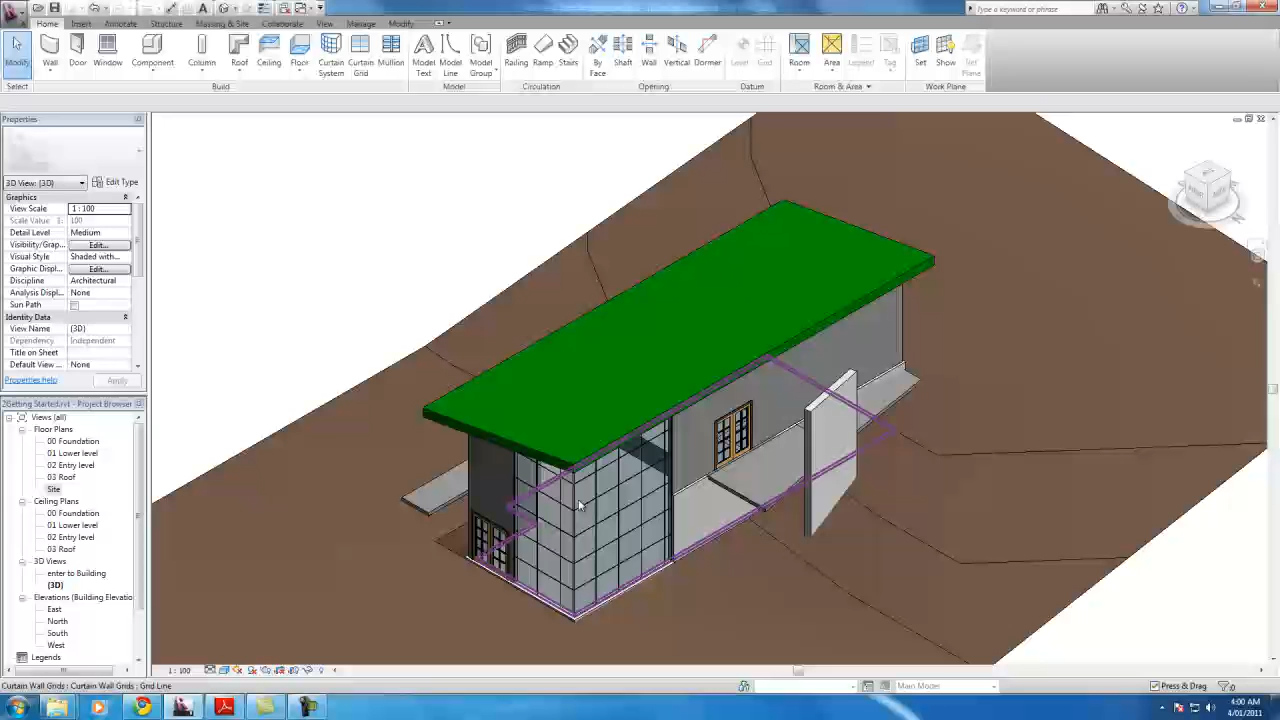 Type a keyword or phrase
Home Insert Annotate Structure Massing & Site Collaborate View Manage Modify
Modify Wall Door Window Component Column Roof Ceiling Floor Curtain System Curtain Grid Mullion Model Text Model Line Model Group Railing Ramp Stairs By Face Shaft Wall Vertical Dormer Level Grid Room Area Legend Tag Set Show Ref Plane
Select Build Model Circulation Opening Datum Room & Area Work Plane
Properties
3D View: {3D} Edit Type
Graphics
View Scale 1 : 100
Scale Value 1: 100
Detail Level Medium
Visibility/Grap... Edit...
Visual Style Shaded with...
Graphic Displ... Edit...
Discipline Architectural
Analysis Displ... None
Sun Path
Identity Data
View Name {3D}
Dependency Independent
Title on Sheet
Default View ... None
Properties help Apply
2Getting Started.rvt - Project Browser
Views (all)
Floor Plans
00 Foundation
01 Lower level
02 Entry level
03 Roof
Site
Ceiling Plans
00 Foundation
01 Lower level
02 Entry level
03 Roof
3D Views
enter to Building
{3D}
Elevations (Building Elevatio
East
North
South
West
Legends
1 : 100
Curtain Wall Grids : Curtain Wall Grids : Grid Line
Main Model
Press & Drag
:0
4:00 AM
4/01/2011